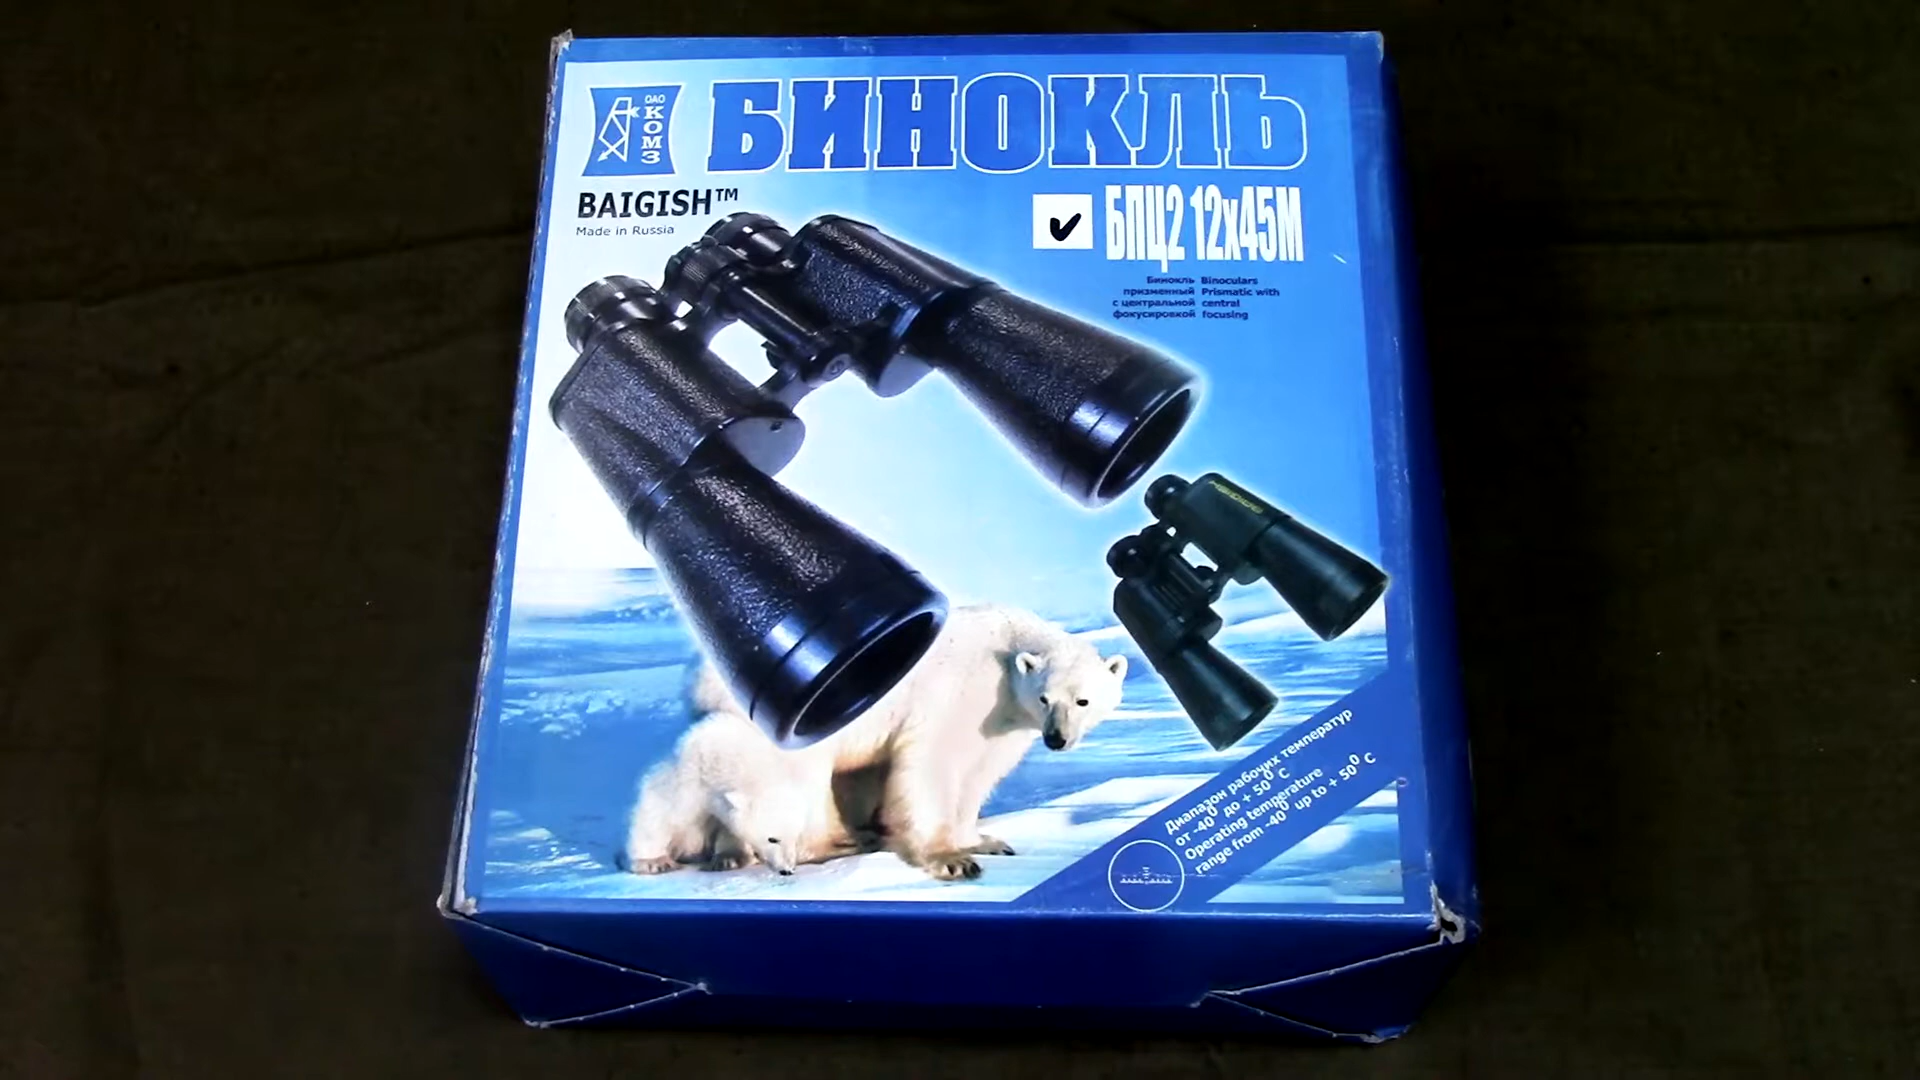 ОАО
КОМЗ
БИНОКЛЬ
BAIGISH™
Made in Russia
БПЦ2 12х45М
Бинокль Binoculars
призменный Prismatic with
с центральной central
фокусировкой focusing
Диапазон рабочих температур
от -40⁰ до + 50⁰ С
Operating temperature
range from -40⁰ up to + 50⁰ C